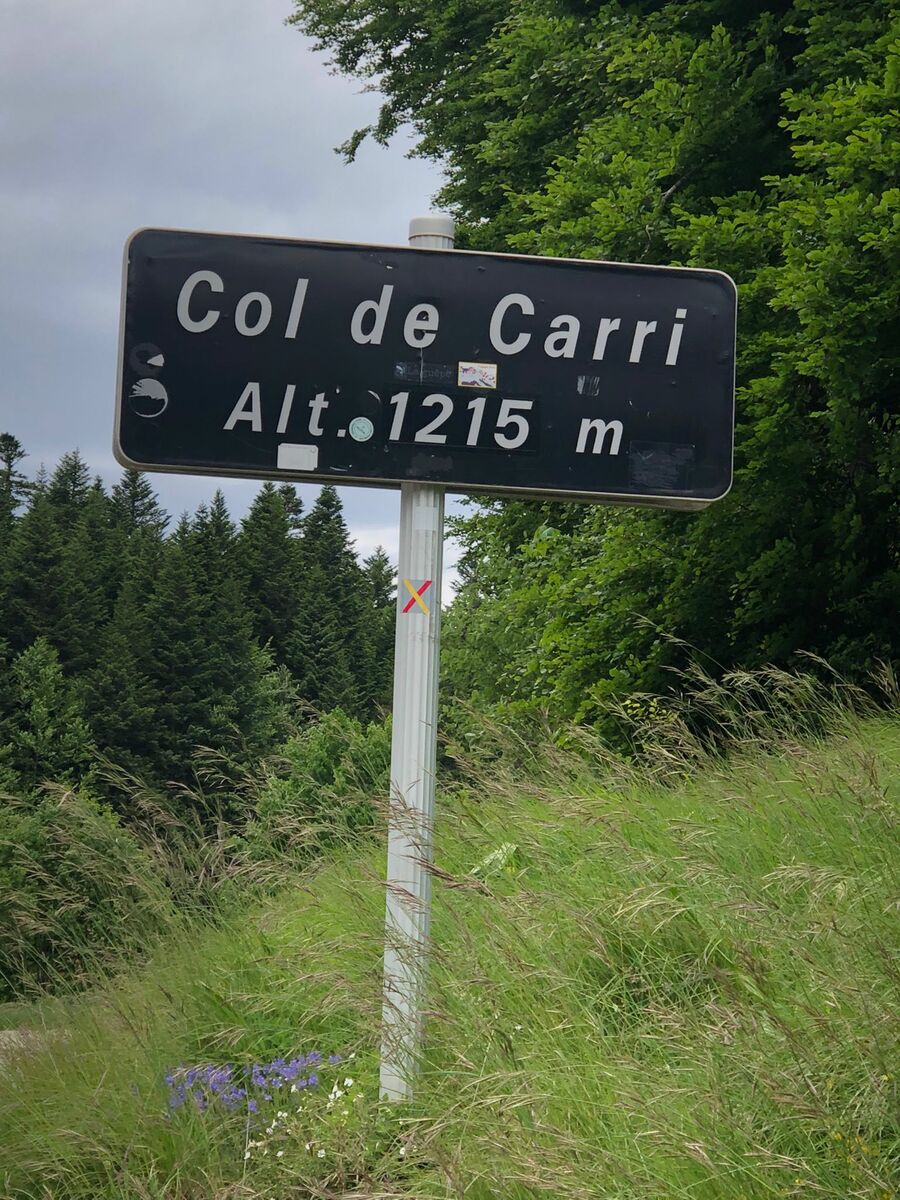 Col de Carri
Alt. 1215 m